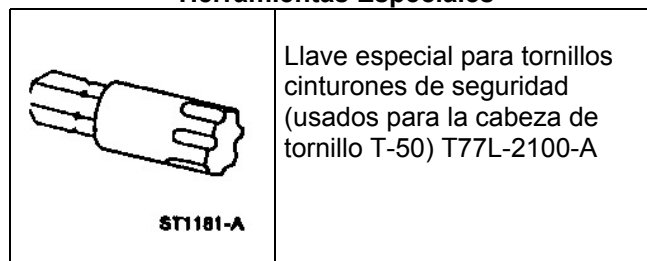 Herramientas Especiales
Llave especial para tornillos
cinturones de seguridad
(usados para la cabeza de
tornillo T-50) T77L-2100-A
ST1181-A